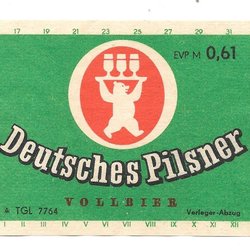 17 19 21 23 25 27 29 31
EVP M 0,61
Deutsches Pilsner
VOLLBIER
TGL 7764
Verleger-Abzug
I II III IV V VI VII VIII IX X XI XII